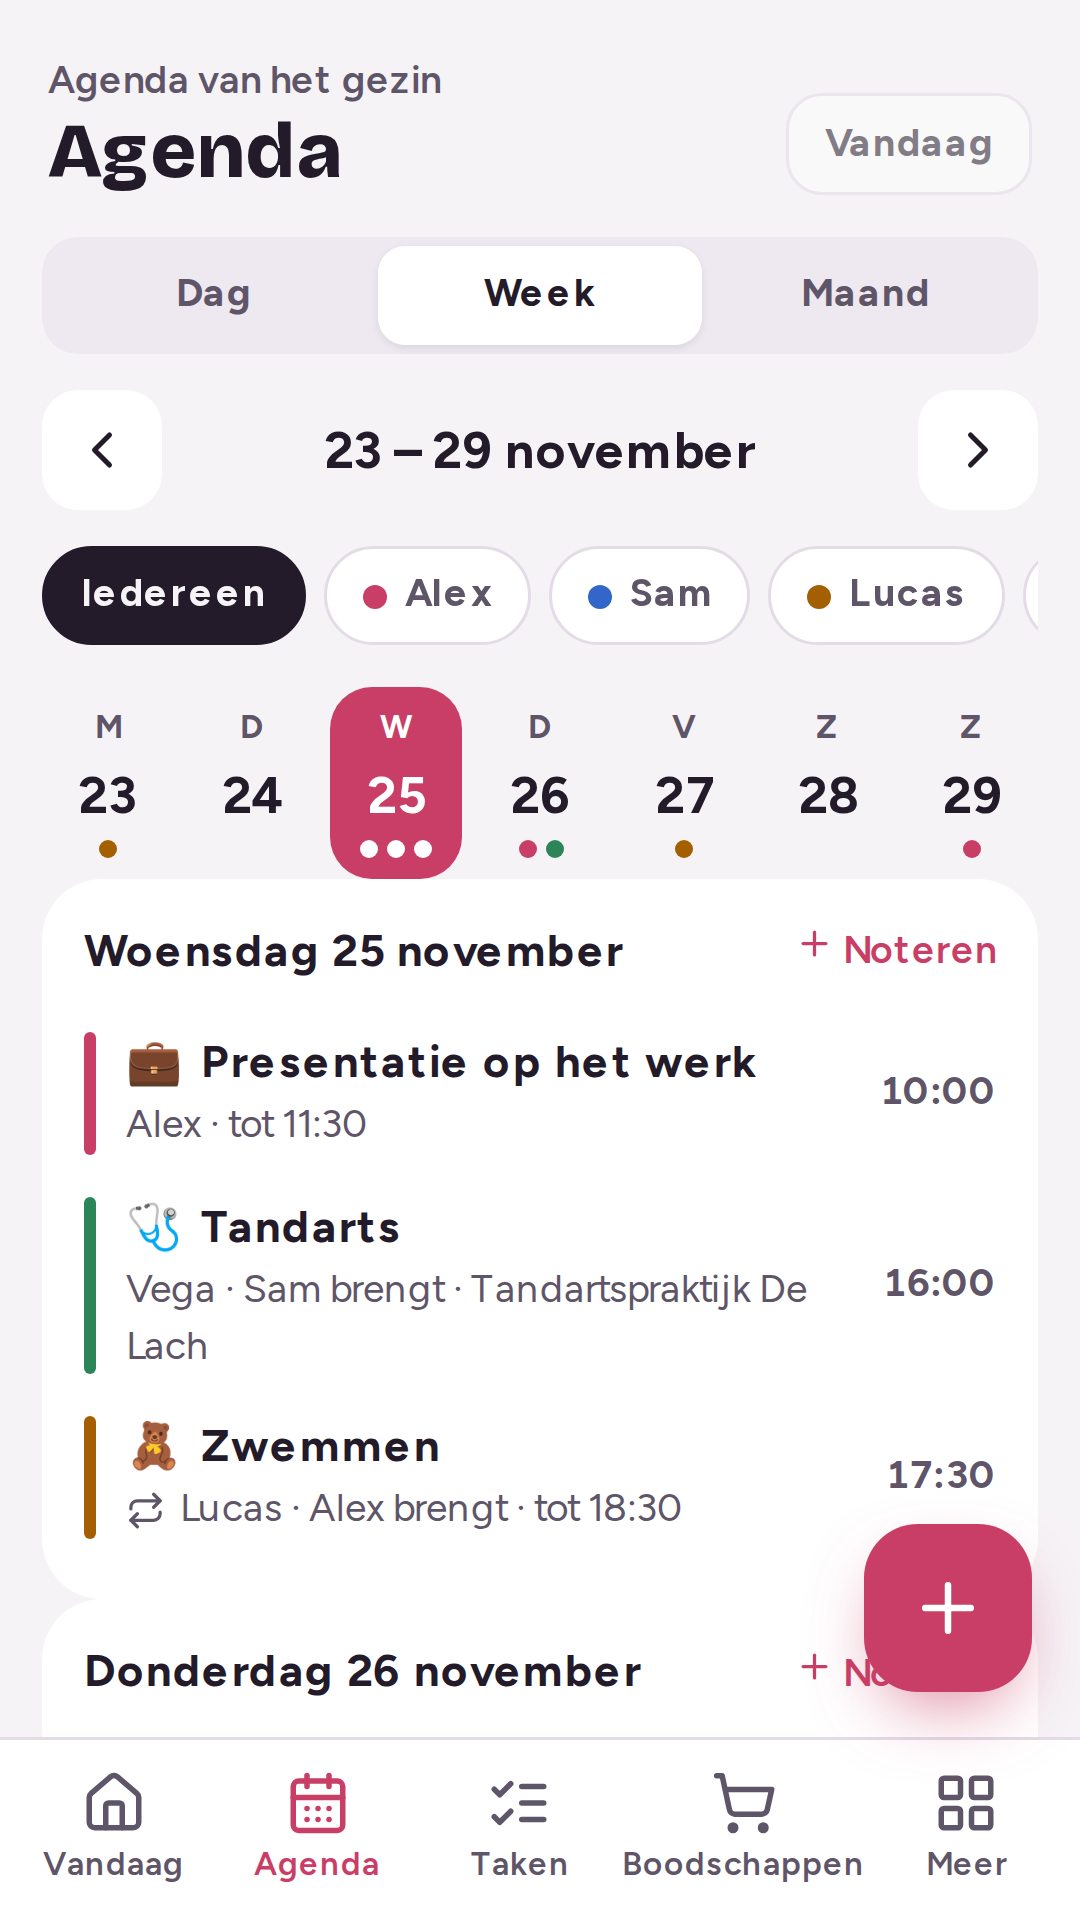 Agenda van het gezin
Agenda
Vandaag
Dag Week Maand
23 – 29 november
Iedereen Alex Sam Lucas
M D W D V Z Z
23 24 25 26 27 28 29
Woensdag 25 november + Noteren
Presentatie op het werk
10:00
Alex · tot 11:30
Tandarts
Vega · Sam brengt · Tandartspraktijk De
16:00
Lach
Zwemmen
17:30
Lucas · Alex brengt · tot 18:30
Donderdag 26 november
Vandaag Agenda Taken Boodschappen Meer